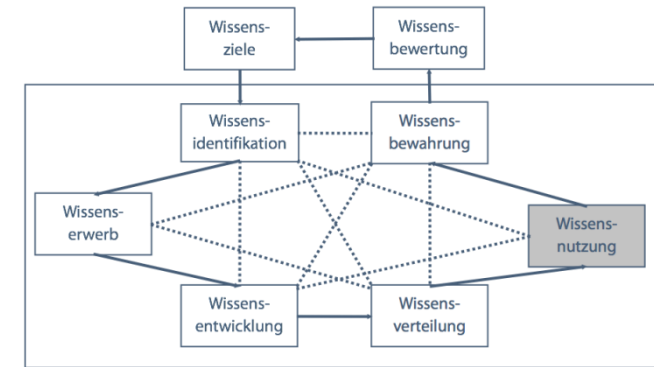 Wissens-
ziele
Wissens-
bewertung
Wissens-
identifikation
Wissens-
bewahrung
Wissens-
erwerb
Wissens-
nutzung
Wissens-
entwicklung
Wissens-
verteilung